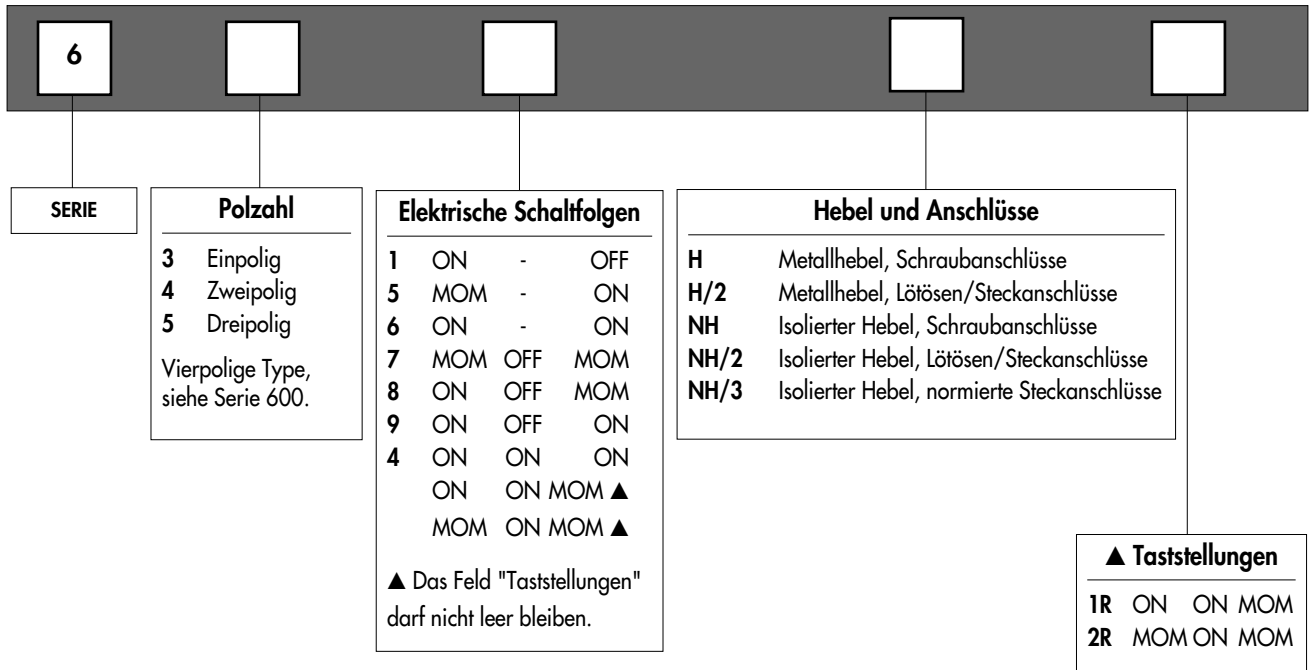 6
SERIE
Polzahl
3 Einpolig
4 Zweipolig
5 Dreipolig
Vierpolige Type,
siehe Serie 600.
Elektrische Schaltfolgen
1 ON - OFF
5 MOM - ON
6 ON - ON
7 MOM OFF MOM
8 ON OFF MOM
9 ON OFF ON
4 ON ON ON
ON ON MOM ▲
MOM ON MOM ▲
▲ Das Feld "Taststellungen"
darf nicht leer bleiben.
Hebel und Anschlüsse
H Metallhebel, Schraubanschlüsse
H/2 Metallhebel, Lötösen/Steckanschlüsse
NH Isolierter Hebel, Schraubanschlüsse
NH/2 Isolierter Hebel, Lötösen/Steckanschlüsse
NH/3 Isolierter Hebel, normierte Steckanschlüsse
▲ Taststellungen
1R ON ON MOM
2R MOM ON MOM